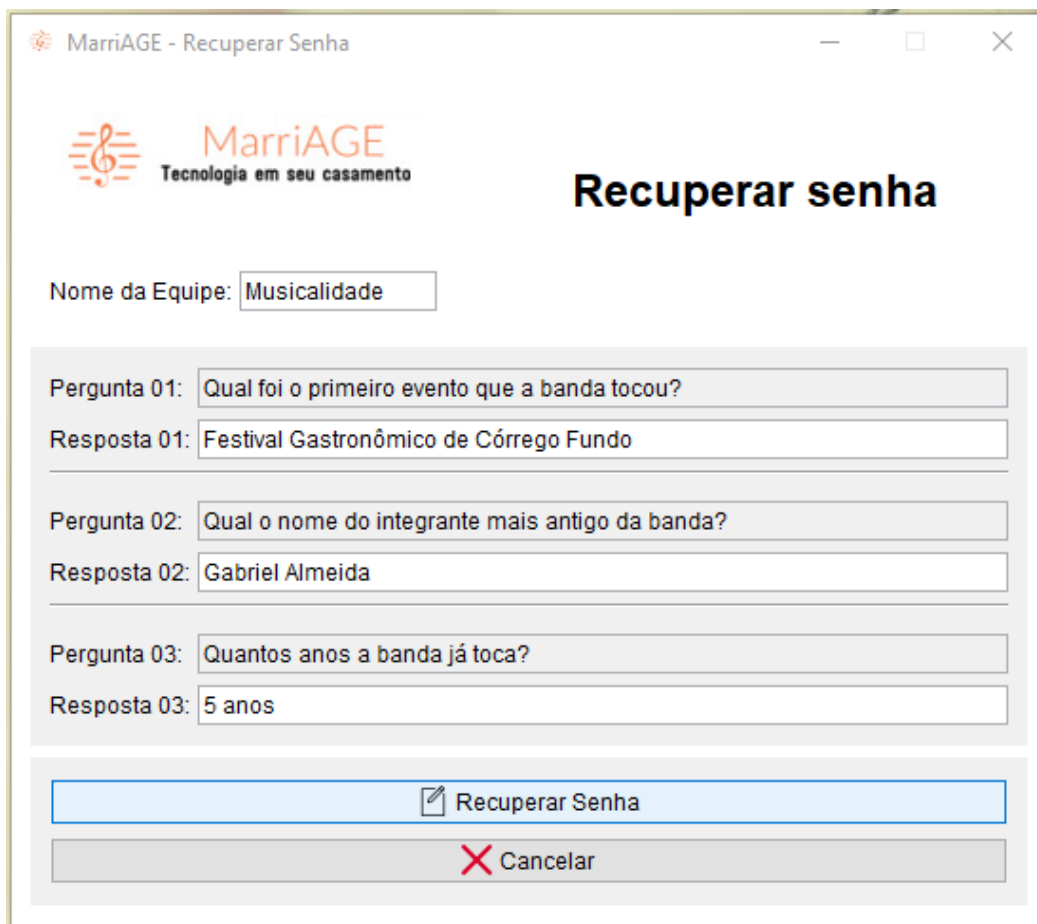 MarriAGE - Recuperar Senha
MarriAGE
Tecnologia em seu casamento
Recuperar senha
Nome da Equipe: Musicalidade
Pergunta 01: Qual foi o primeiro evento que a banda tocou?
Resposta 01: Festival Gastronômico de Córrego Fundo
Pergunta 02: Qual o nome do integrante mais antigo da banda?
Resposta 02: Gabriel Almeida
Pergunta 03: Quantos anos a banda já toca?
Resposta 03: 5 anos
Recuperar Senha
Cancelar